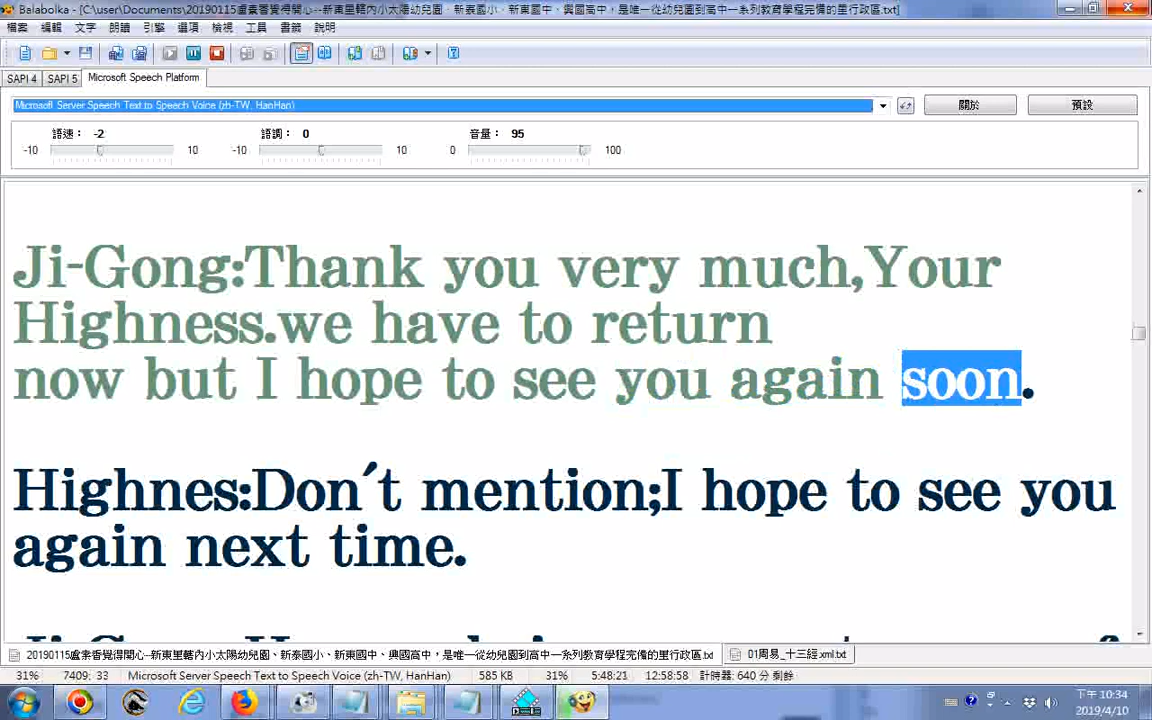 Balabolka - [C:\user\Documents\20190115盧素香覺得開心--新東里轄內小太陽幼兒園、新泰國小、新東國中、興國高中，是唯一從幼兒園到高中一系列教育學程完備的里行政區.txt]
檔案 編輯 文字 朗讀 引擎 選項 檢視 工具 書籤 說明
SAPI 4 SAPI 5 Microsoft Speech Platform
Microsoft Server Speech Text to Speech Voice (zh-TW, HanHan) 關於 預設
語速： -2 語調： 0 音量： 95
-10 10 -10 10 0 100
Ji-Gong:Thank you very much,Your
Highness.we have to return
now but I hope to see you again soon.
Highnes:Don´t mention;I hope to see you
again next time.
20190115盧素香覺得開心--新東里轄內小太陽幼兒園、新泰國小、新東國中、興國高中，是唯一從幼兒園到高中一系列教育學程完備的里行政區.txt 01周易_十三經.xml.txt
31% 7409: 33 Microsoft Server Speech Text to Speech Voice (zh-TW, HanHan) 585 KB 31% 5:48:21 12:58:58 計時器: 640 分 剩餘
下午 10:34
2019/4/10